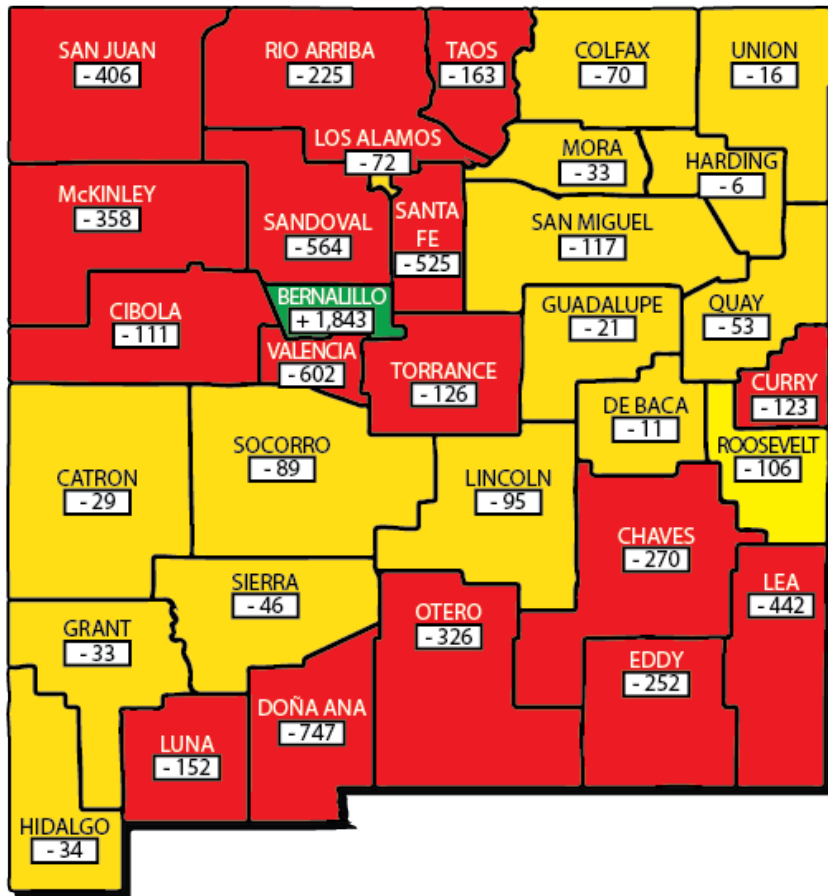 SAN JUAN
- 406
RIO ARRIBA
- 225
TAOS
- 163
COLFAX
- 70
UNION
- 16
LOS ALAMOS
- 72
MORA
- 33
HARDING
- 6
McKINLEY
- 358
SANDOVAL
- 564
SANTA
FE
- 525
SAN MIGUEL
- 117
BERNALILLO
+ 1,843
CIBOLA
- 111
GUADALUPE
- 21
QUAY
- 53
VALENCIA
- 602
TORRANCE
- 126
CURRY
- 123
DE BACA
- 11
ROOSEVELT
- 106
CATRON
- 29
SOCORRO
- 89
LINCOLN
- 95
CHAVES
- 270
SIERRA
- 46
LEA
- 442
GRANT
- 33
OTERO
- 326
EDDY
- 252
DOÑA ANA
- 747
LUNA
- 152
HIDALGO
- 34